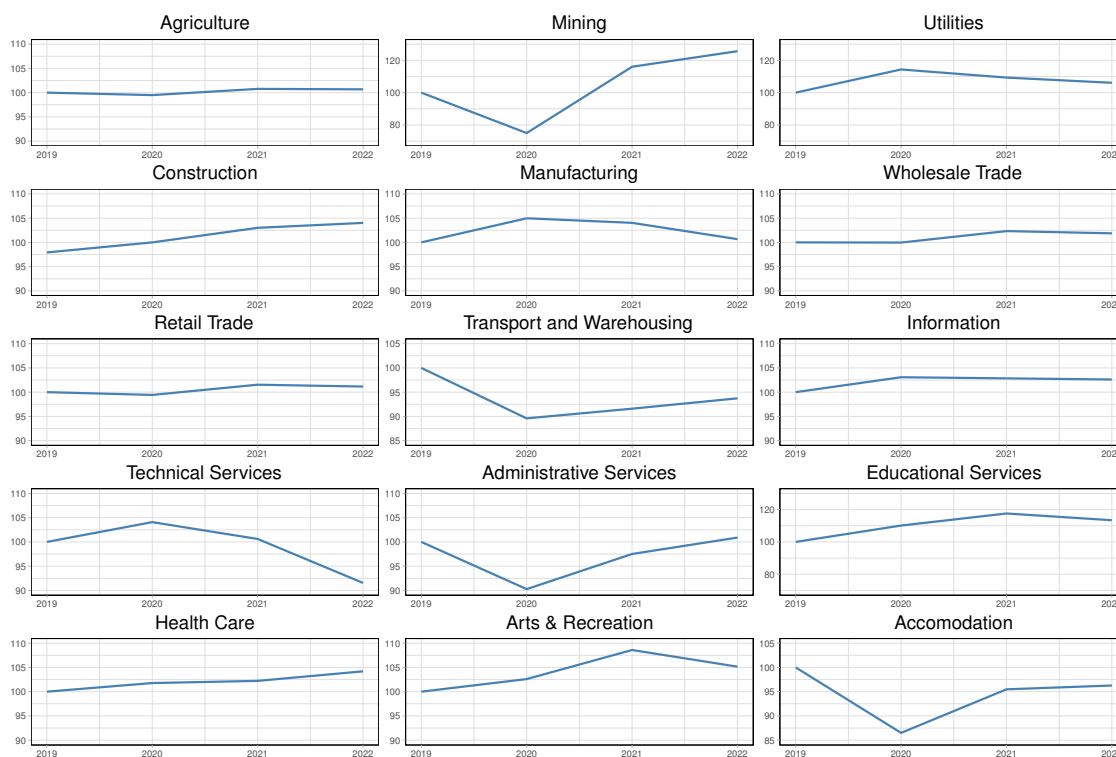 Agriculture
110
105
100
95
90
2019 2020 2021 2022
Mining
120
100
80
2019 2020 2021 2022
Utilities
120
100
80
2019 2020 2021 202
Construction
110
105
100
95
90
2019 2020 2021 2022
Manufacturing
110
105
100
95
90
2019 2020 2021 2022
Wholesale Trade
110
105
100
95
90
2019 2020 2021 202
Retail Trade
110
105
100
95
90
2019 2020 2021 2022
Transport and Warehousing
105
100
95
90
85
2019 2020 2021 2022
Information
110
105
100
95
90
2019 2020 2021 202
Technical Services
110
105
100
95
90
2019 2020 2021 2022
Administrative Services
110
105
100
95
90
2019 2020 2021 2022
Educational Services
120
100
80
2019 2020 2021 202
Health Care
110
105
100
95
90
2019 2020 2021 2022
Arts & Recreation
110
105
100
95
90
2019 2020 2021 2022
Accomodation
105
100
95
90
85
2019 2020 2021 202